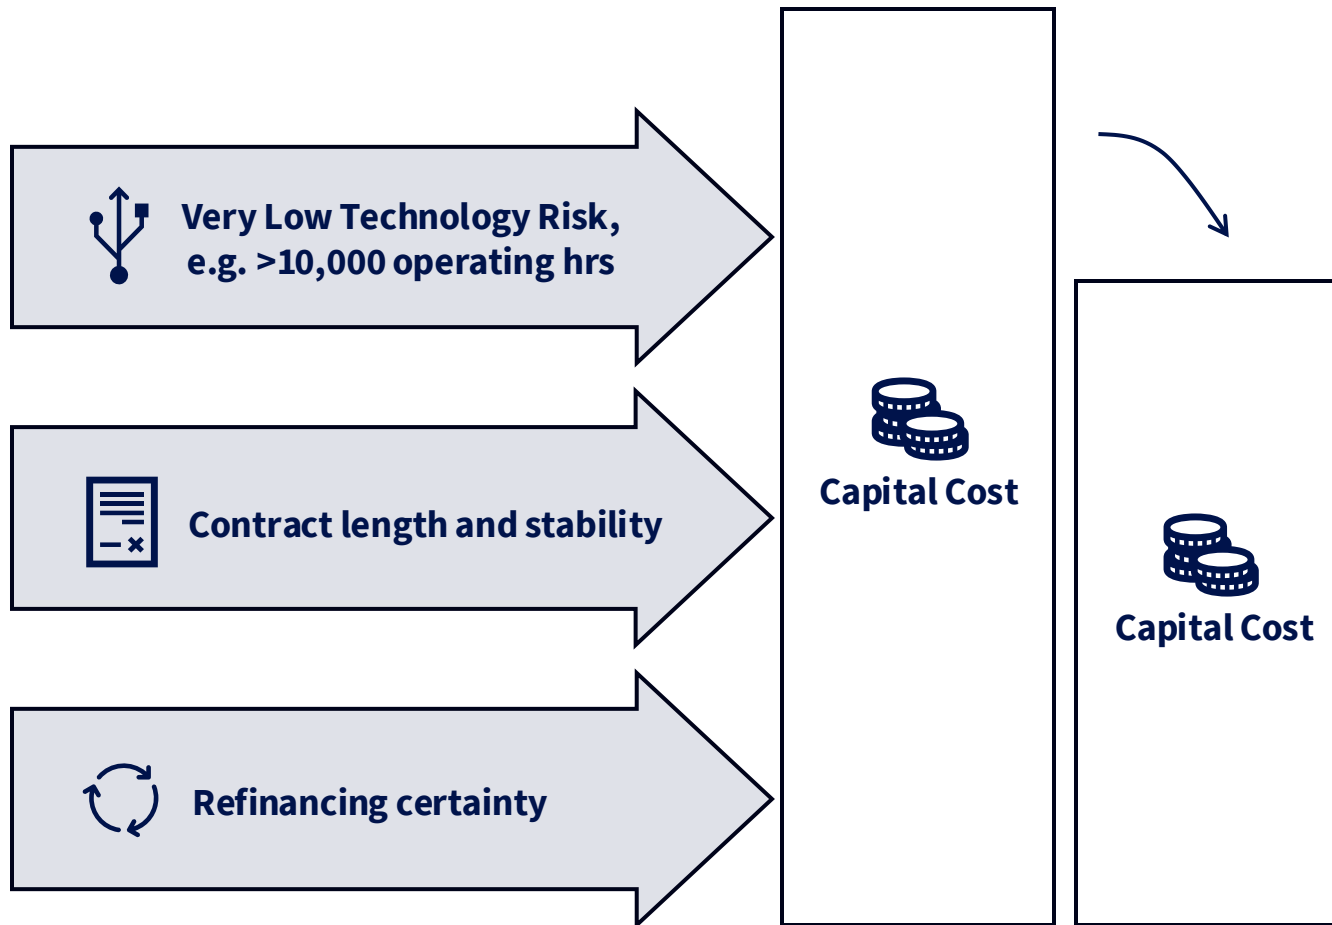 Very Low Technology Risk,
e.g. >10,000 operating hrs
Contract length and stability
Refinancing certainty
Capital Cost
Capital Cost